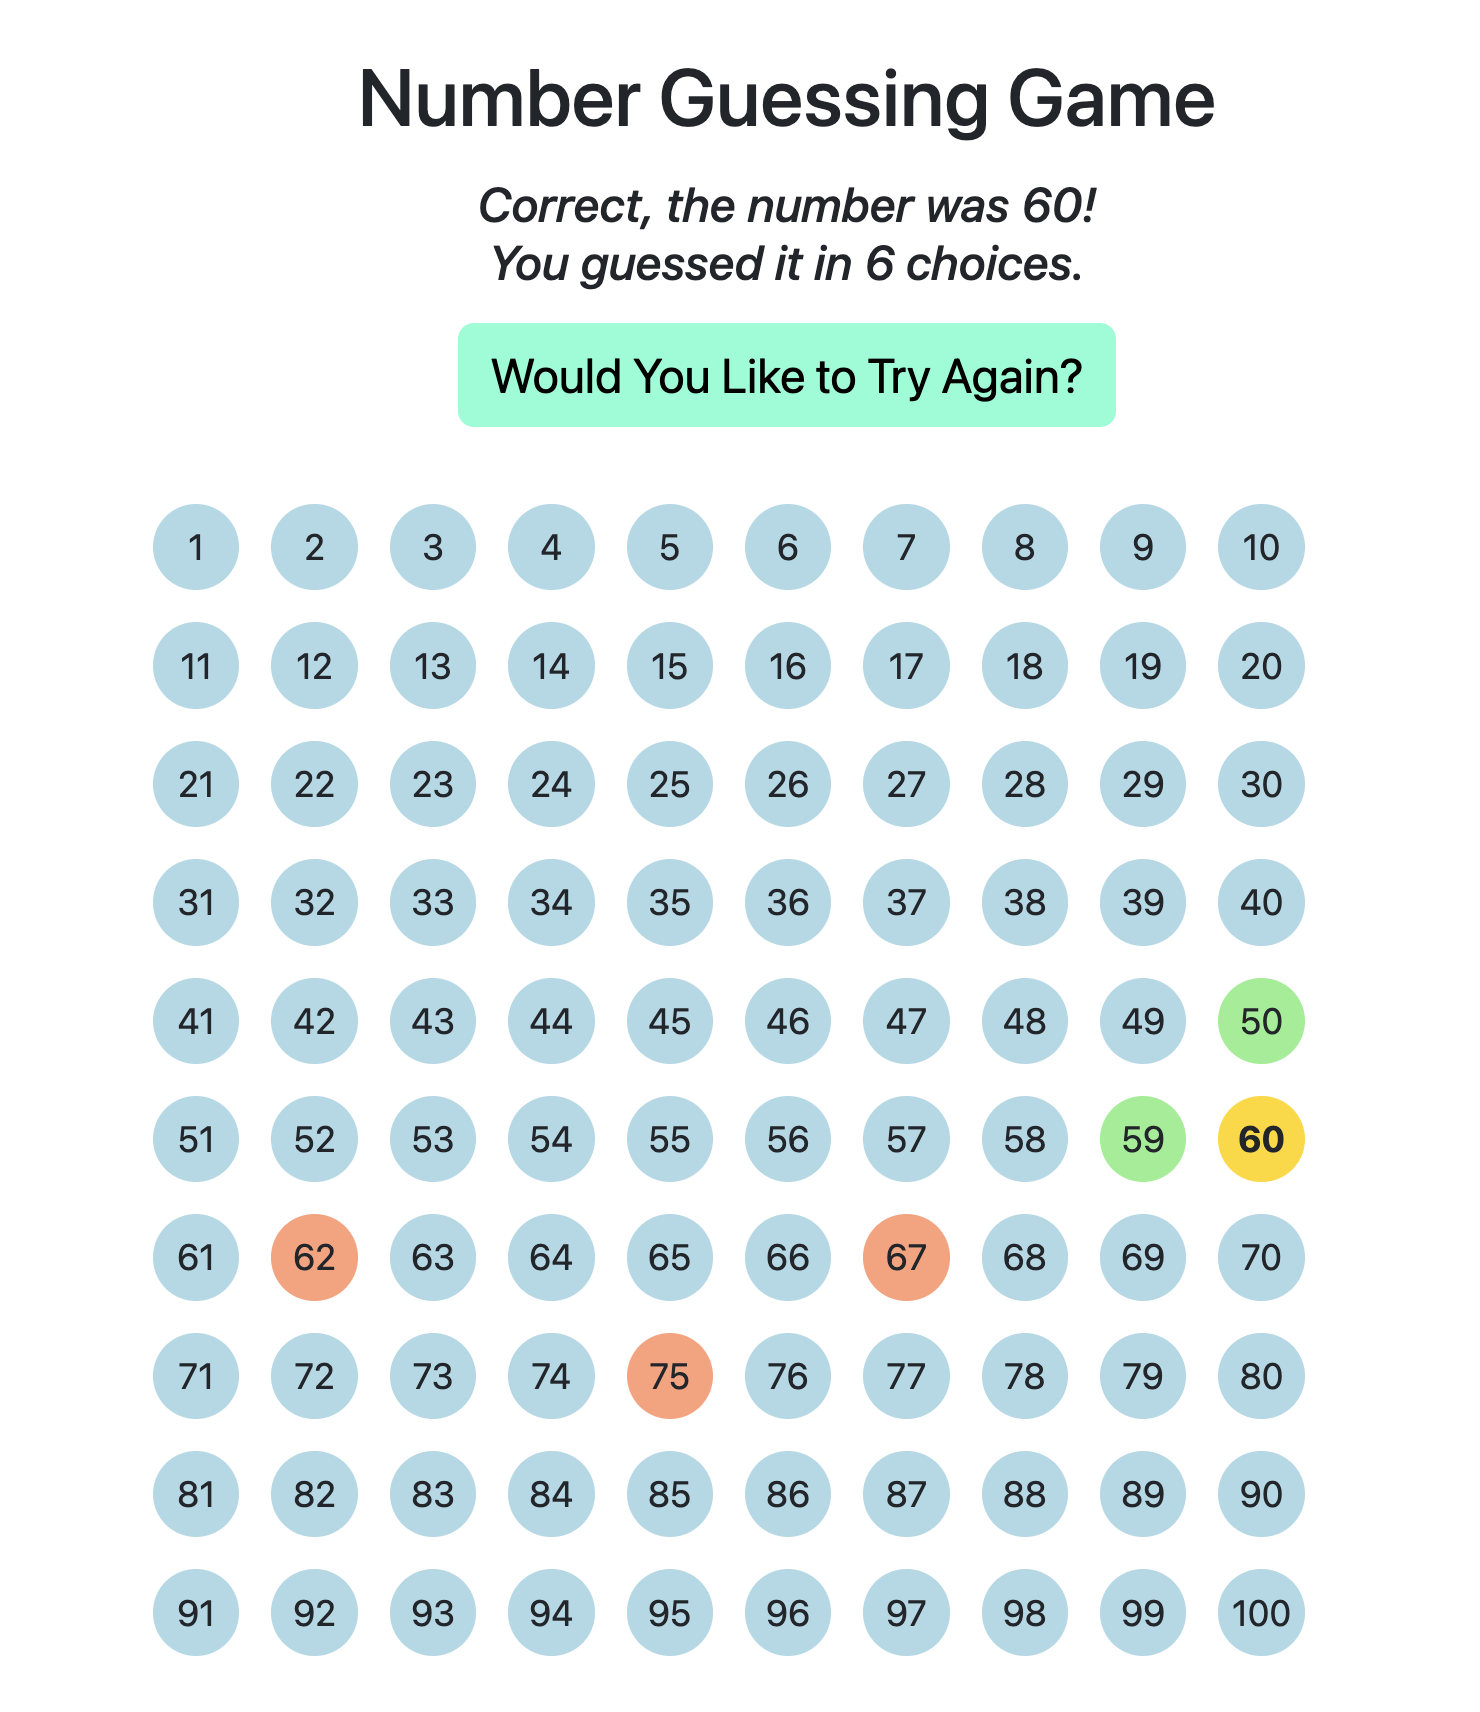 Number Guessing Game
Correct, the number was 60!
You guessed it in 6 choices.
Would You Like to Try Again?
1 2 3 4 5 6 7 8 9 10
11 12 13 14 15 16 17 18 19 20
21 22 23 24 25 26 27 28 29 30
31 32 33 34 35 36 37 38 39 40
41 42 43 44 45 46 47 48 49 50
51 52 53 54 55 56 57 58 59 60
61 62 63 64 65 66 67 68 69 70
71 72 73 74 75 76 77 78 79 80
81 82 83 84 85 86 87 88 89 90
91 92 93 94 95 96 97 98 99 100